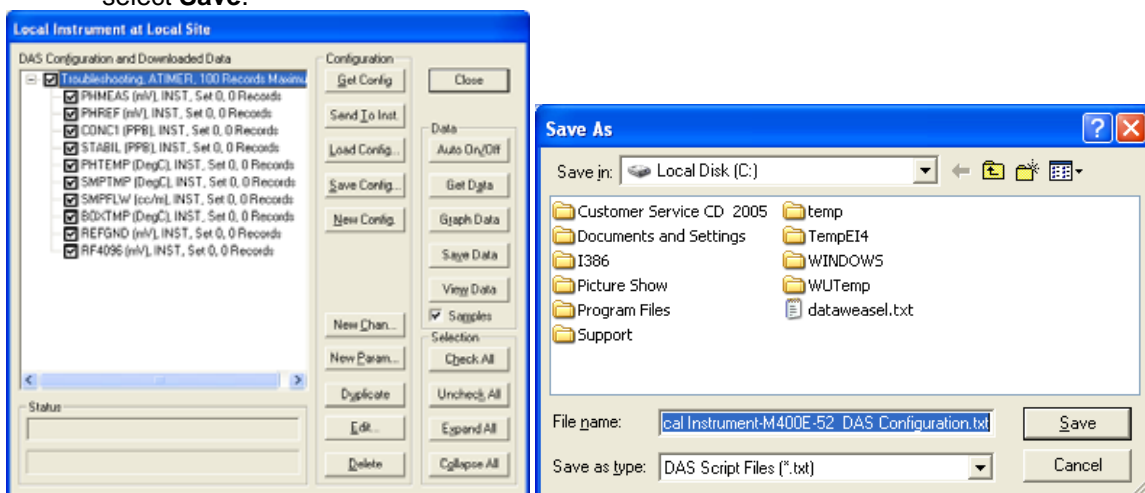 select Save.
Local Instrument at Local Site
DAS Configuration and Downloaded Data
Troubleshooting, ATIMER, 100 Records Maximu
PHMEAS (mV), INST, Set 0, 0 Records
PHREF (mV), INST, Set 0, 0 Records
CONC1 (PPB), INST, Set 0, 0 Records
STABIL (PPB), INST, Set 0, 0 Records
PHTEMP (DegC), INST, Set 0, 0 Records
SMPTMP (DegC), INST, Set 0, 0 Records
SMPFLW (cc/m), INST, Set 0, 0 Records
BOXTMP (DegC), INST, Set 0, 0 Records
REFGND (mV), INST, Set 0, 0 Records
RF4096 (mV), INST, Set 0, 0 Records
Status
Configuration
Get Config
Send To Inst.
Load Config...
Save Config...
New Config.
New Chan...
New Param...
Duplicate
Edit...
Delete
Close
Data
Auto On/Off
Get Data
Graph Data
Save Data
View Data
Samples
Selection
Check All
Uncheck All
Expand All
Collapse All
Save As
Save in: Local Disk (C:)
Customer Service CD 2005
Documents and Settings
I386
Picture Show
Program Files
Support
temp
TempEI4
WINDOWS
WUTemp
dataweasel.txt
File name: cal Instrument-M400E-52 DAS Configuration.txt Save
Save as type: DAS Script Files (*.txt) Cancel